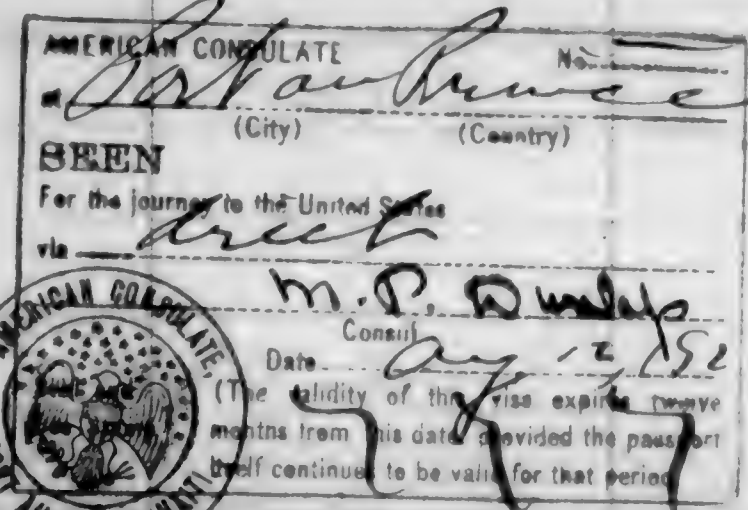 AMERICAN CONSULATE No.
at Port au Prince
(City) (Country)
SEEN
For the journey to the United States
via direct
M. P. Dunlap
Consul
Date Aug 12, 192
(The validity of this visa expires twelve
months from this date provided the passport
itself continues to be valid for that period
AMERICAN CONSULATE,
HAITI